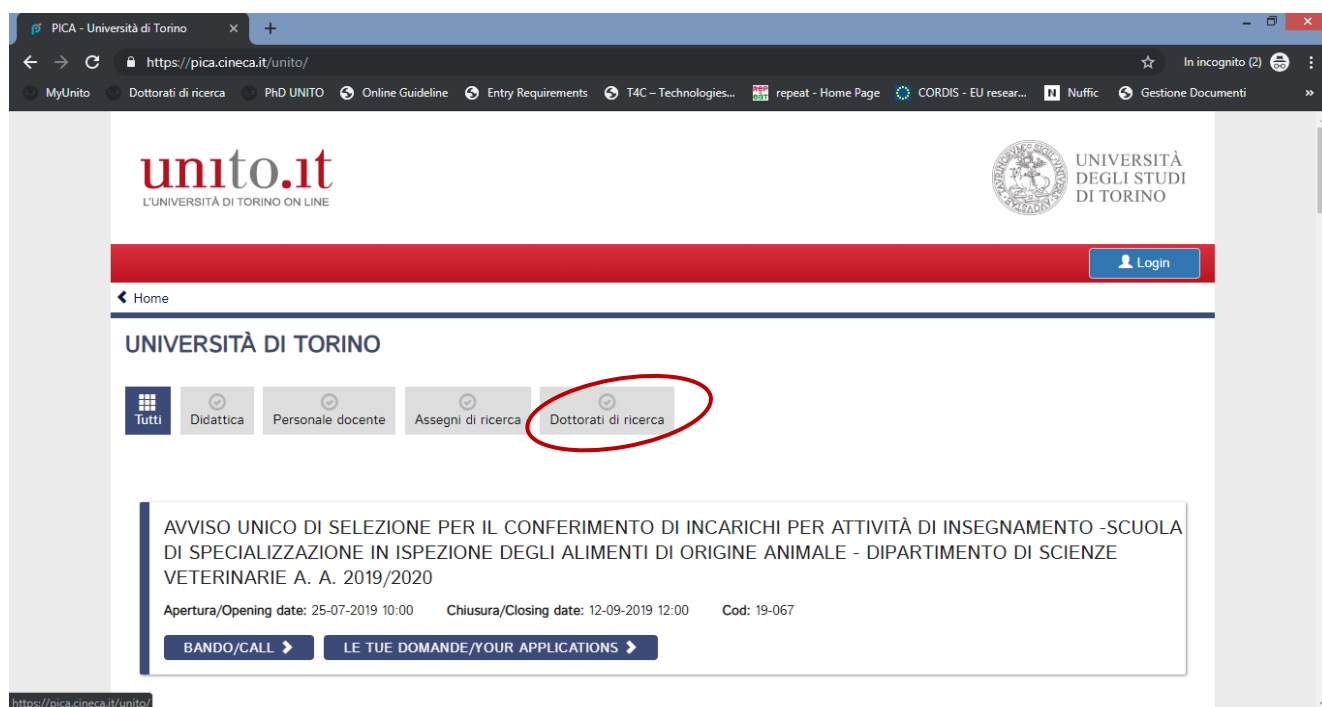 PICA - Università di Torino
https://pica.cineca.it/unito/
In incognito (2)
MyUnito Dottorati di ricerca PhD UNITO Online Guideline Entry Requirements T4C – Technologies... repeat - Home Page CORDIS - EU resear... N Nuffic Gestione Documenti »
unito.it
L'UNIVERSITÀ DI TORINO ON LINE
UNIVERSITÀ
DEGLI STUDI
DI TORINO
Login
Home
UNIVERSITÀ DI TORINO
Tutti Didattica Personale docente Assegni di ricerca Dottorati di ricerca
AVVISO UNICO DI SELEZIONE PER IL CONFERIMENTO DI INCARICHI PER ATTIVITÀ DI INSEGNAMENTO -SCUOLA
DI SPECIALIZZAZIONE IN ISPEZIONE DEGLI ALIMENTI DI ORIGINE ANIMALE - DIPARTIMENTO DI SCIENZE
VETERINARIE A. A. 2019/2020
Apertura/Opening date: 25-07-2019 10:00 Chiusura/Closing date: 12-09-2019 12:00 Cod: 19-067
BANDO/CALL LE TUE DOMANDE/YOUR APPLICATIONS
https://pica.cineca.it/unito/